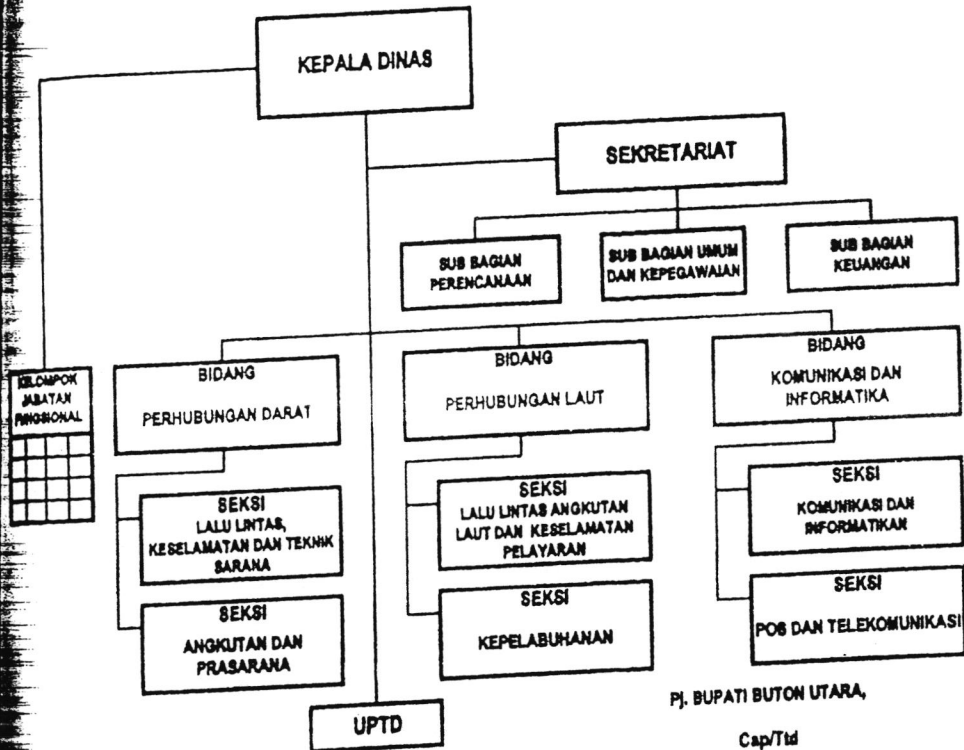 KEPALA DINAS
SEKRETARIAT
SUB BAGIAN
PERENCANAAN
SUB BAGIAN UMUM
DAN KEPEGAWAIAN
SUB BAGIAN
KEUANGAN
KELOMPOK
JABATAN
FUNGSIONAL
BIDANG
PERHUBUNGAN DARAT
BIDANG
PERHUBUNGAN LAUT
BIDANG
KOMUNIKASI DAN
INFORMATIKA
SEKSI
LALU LINTAS,
KESELAMATAN DAN TEKNIK
SARANA
SEKSI
ANGKUTAN DAN
PRASARANA
SEKSI
LALU LINTAS ANGKUTAN
LAUT DAN KESELAMATAN
PELAYARAN
SEKSI
KEPELABUHANAN
SEKSI
KOMUNIKASI DAN
INFORMATIKAN
SEKSI
POS DAN TELEKOMUNIKASI
UPTD
Pj. BUPATI BUTON UTARA,
Cap/Ttd